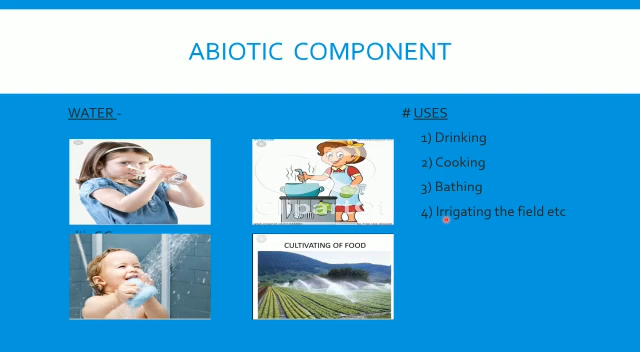 ABIOTIC COMPONENT
WATER -
# USES
1) Drinking
2) Cooking
3) Bathing
4) Irrigating the field etc
CULTIVATING OF FOOD